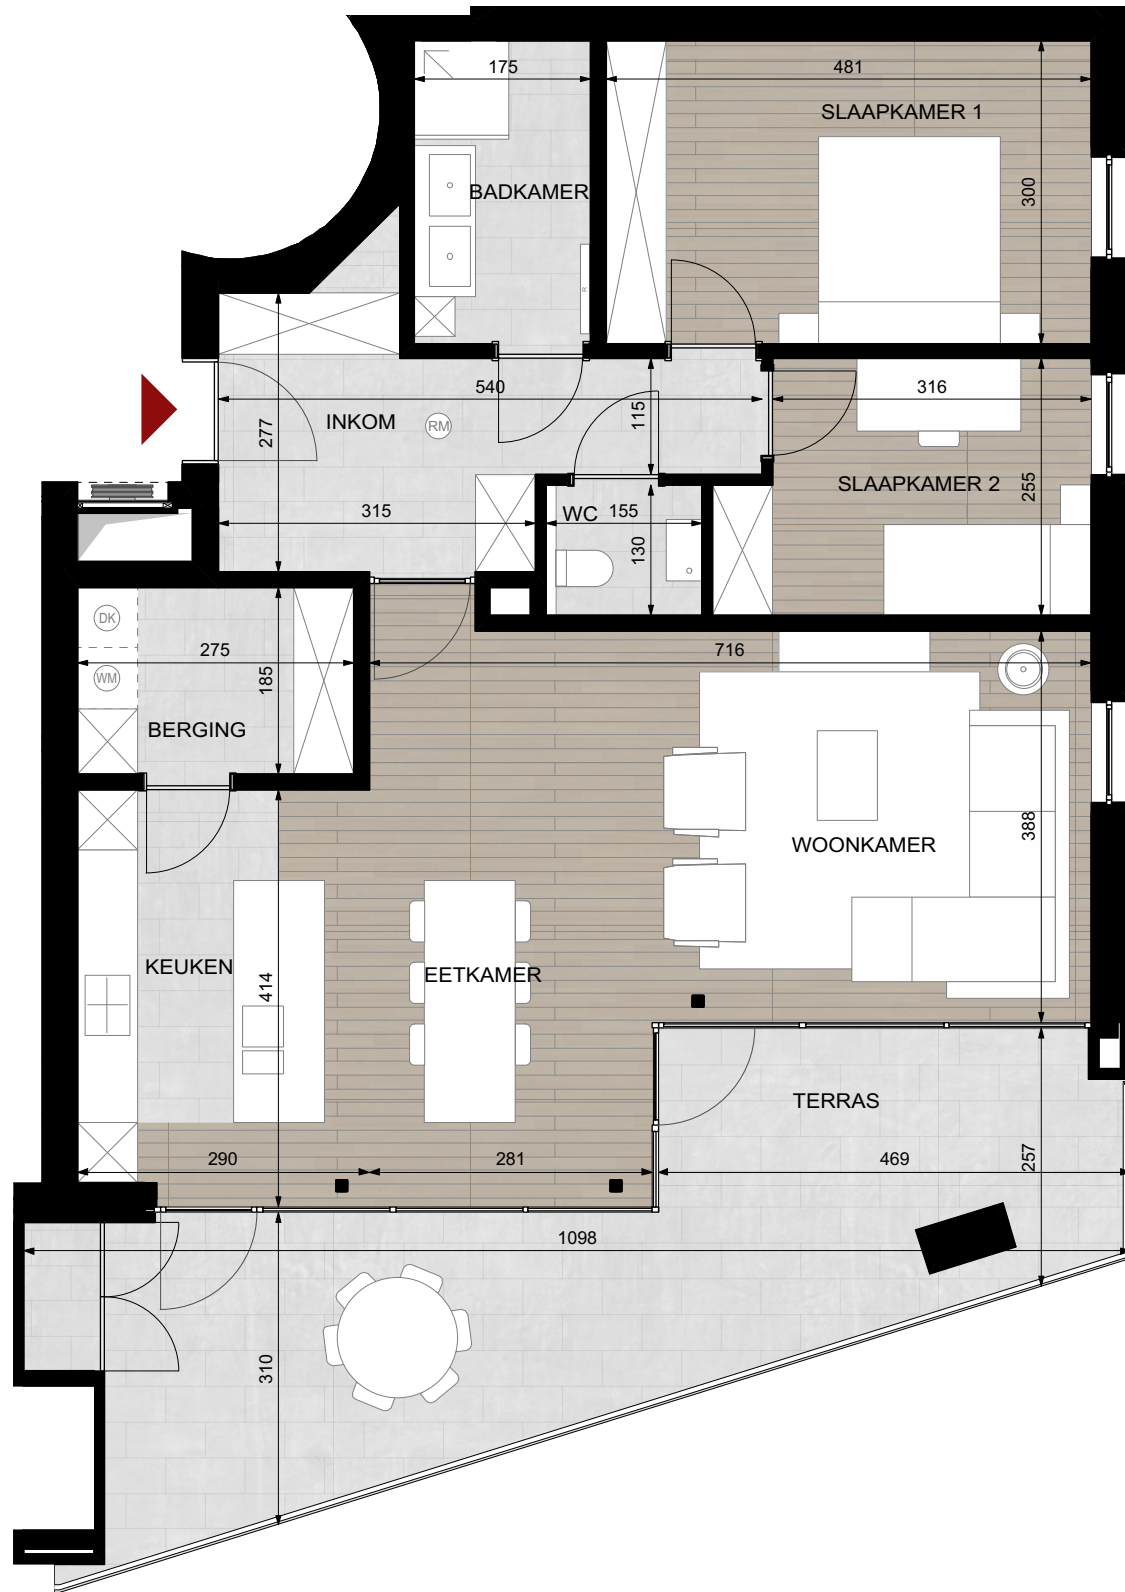 175
481
SLAAPKAMER 1
BADKAMER
300
540
316
INKOM
RM
115
277
SLAAPKAMER 2
255
315
WC
155
130
DK
275
716
WM
185
BERGING
388
WOONKAMER
KEUKEN
EETKAMER
414
TERRAS
290
281
469
257
1098
310
R